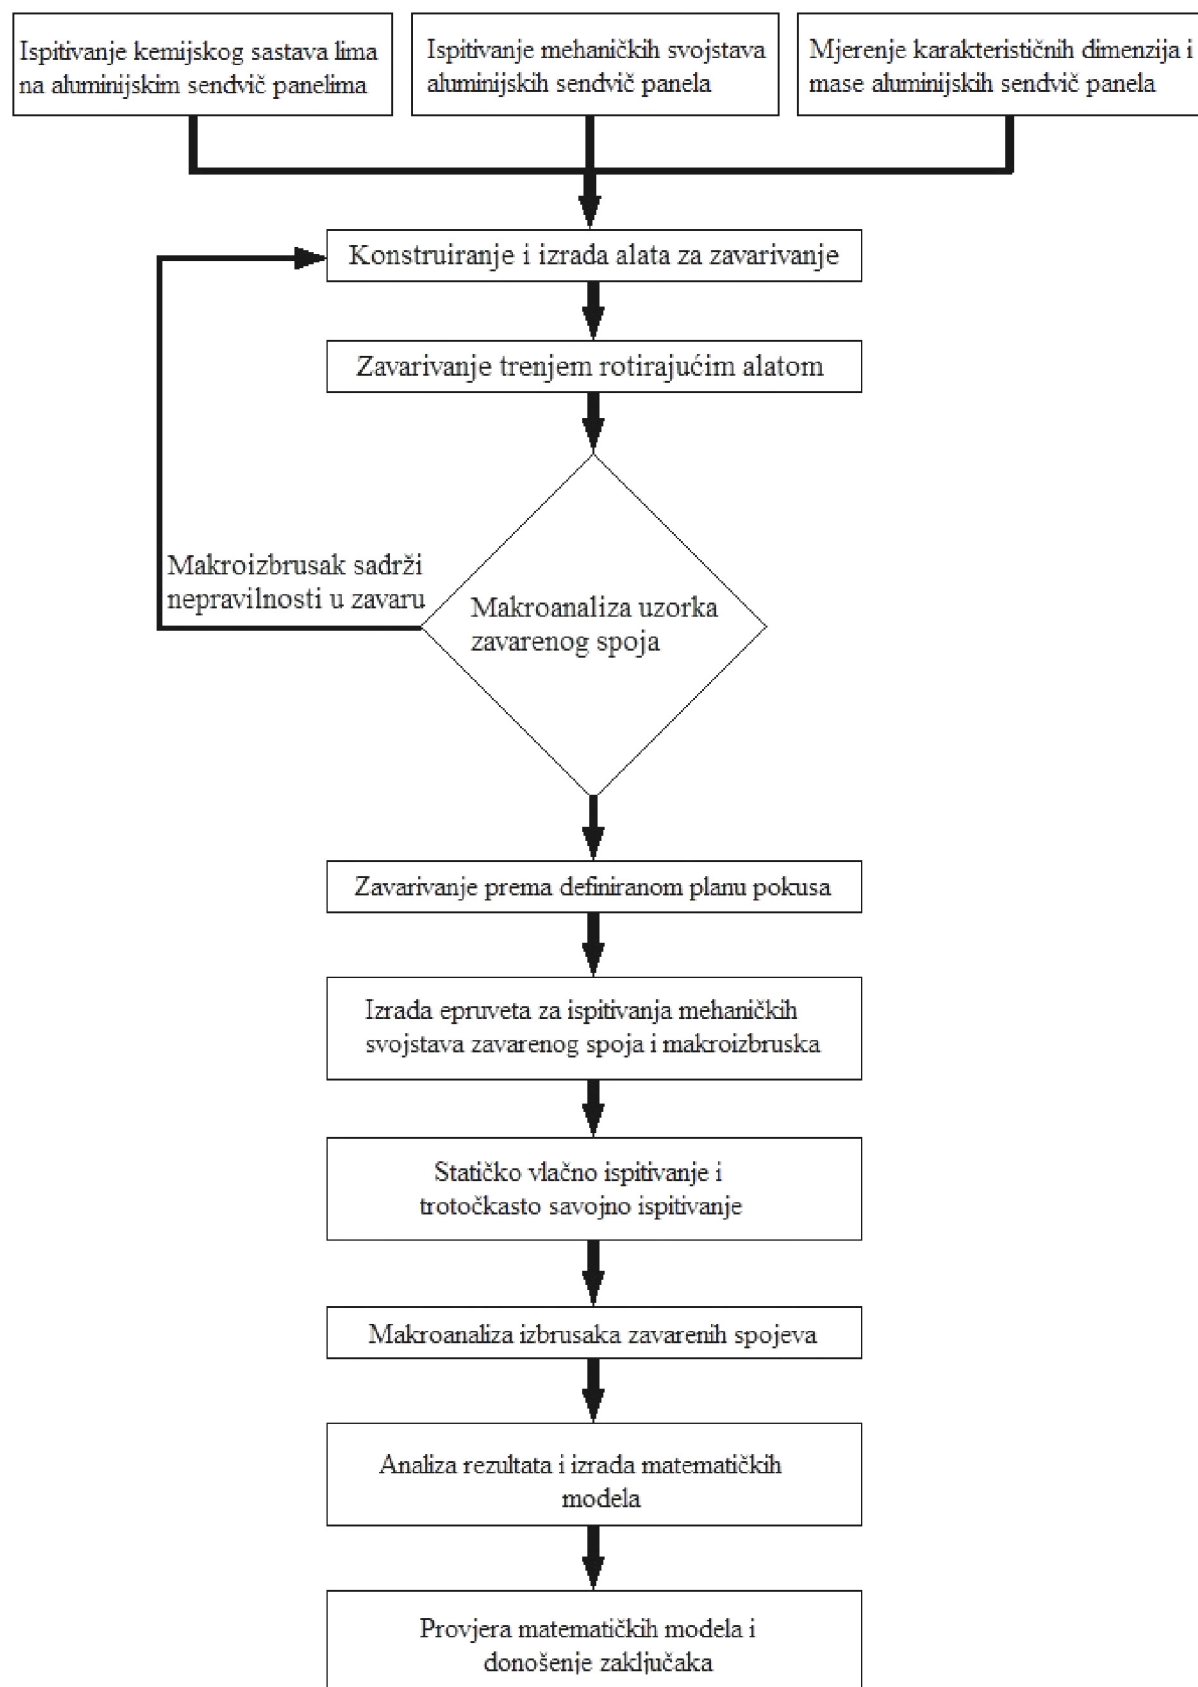 Ispitivanje kemijskog sastava lima
na aluminijskim sendvič panelima
Ispitivanje mehaničkih svojstava
aluminijskih sendvič panela
Mjerenje karakterističnih dimenzija i
mase aluminijskih sendvič panela
Konstruiranje i izrada alata za zavarivanje
Zavarivanje trenjem rotirajućim alatom
Makroizbrusak sadrži
nepravilnosti u zavaru
Makroanaliza uzorka
zavarenog spoja
Zavarivanje prema definiranom planu pokusa
Izrada epruveta za ispitivanja mehaničkih
svojstava zavarenog spoja i makroizbruska
Statičko vlačno ispitivanje i
trotočkasto savojno ispitivanje
Makroanaliza izbrusaka zavarenih spojeva
Analiza rezultata i izrada matematičkih
modela
Provjera matematičkih modela i
donošenje zaključaka